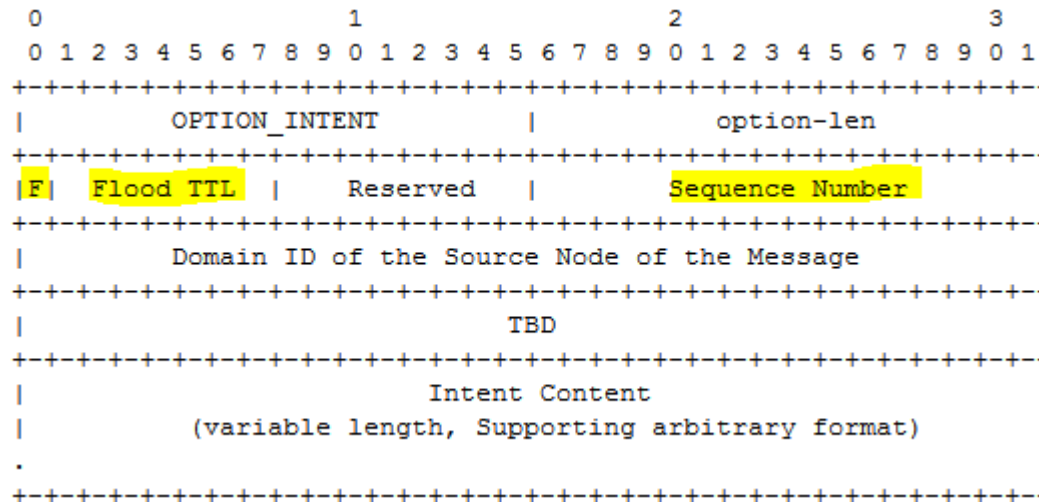 0                   1                   2                   3
0 1 2 3 4 5 6 7 8 9 0 1 2 3 4 5 6 7 8 9 0 1 2 3 4 5 6 7 8 9 0 1
+-+-+-+-+-+-+-+-+-+-+-+-+-+-+-+-+-+-+-+-+-+-+-+-+-+-+-+-+-+-+-+-
|         OPTION_INTENT         |           option-len
+-+-+-+-+-+-+-+-+-+-+-+-+-+-+-+-+-+-+-+-+-+-+-+-+-+-+-+-+-+-+-+-
|F|  Flood TTL  |    Reserved   |        Sequence Number
+-+-+-+-+-+-+-+-+-+-+-+-+-+-+-+-+-+-+-+-+-+-+-+-+-+-+-+-+-+-+-+-
|         Domain ID of the Source Node of the Message
+-+-+-+-+-+-+-+-+-+-+-+-+-+-+-+-+-+-+-+-+-+-+-+-+-+-+-+-+-+-+-+-
|                              TBD
+-+-+-+-+-+-+-+-+-+-+-+-+-+-+-+-+-+-+-+-+-+-+-+-+-+-+-+-+-+-+-+-
|                         Intent Content
|          (variable length, Supporting arbitrary format)
.
+-+-+-+-+-+-+-+-+-+-+-+-+-+-+-+-+-+-+-+-+-+-+-+-+-+-+-+-+-+-+-+-